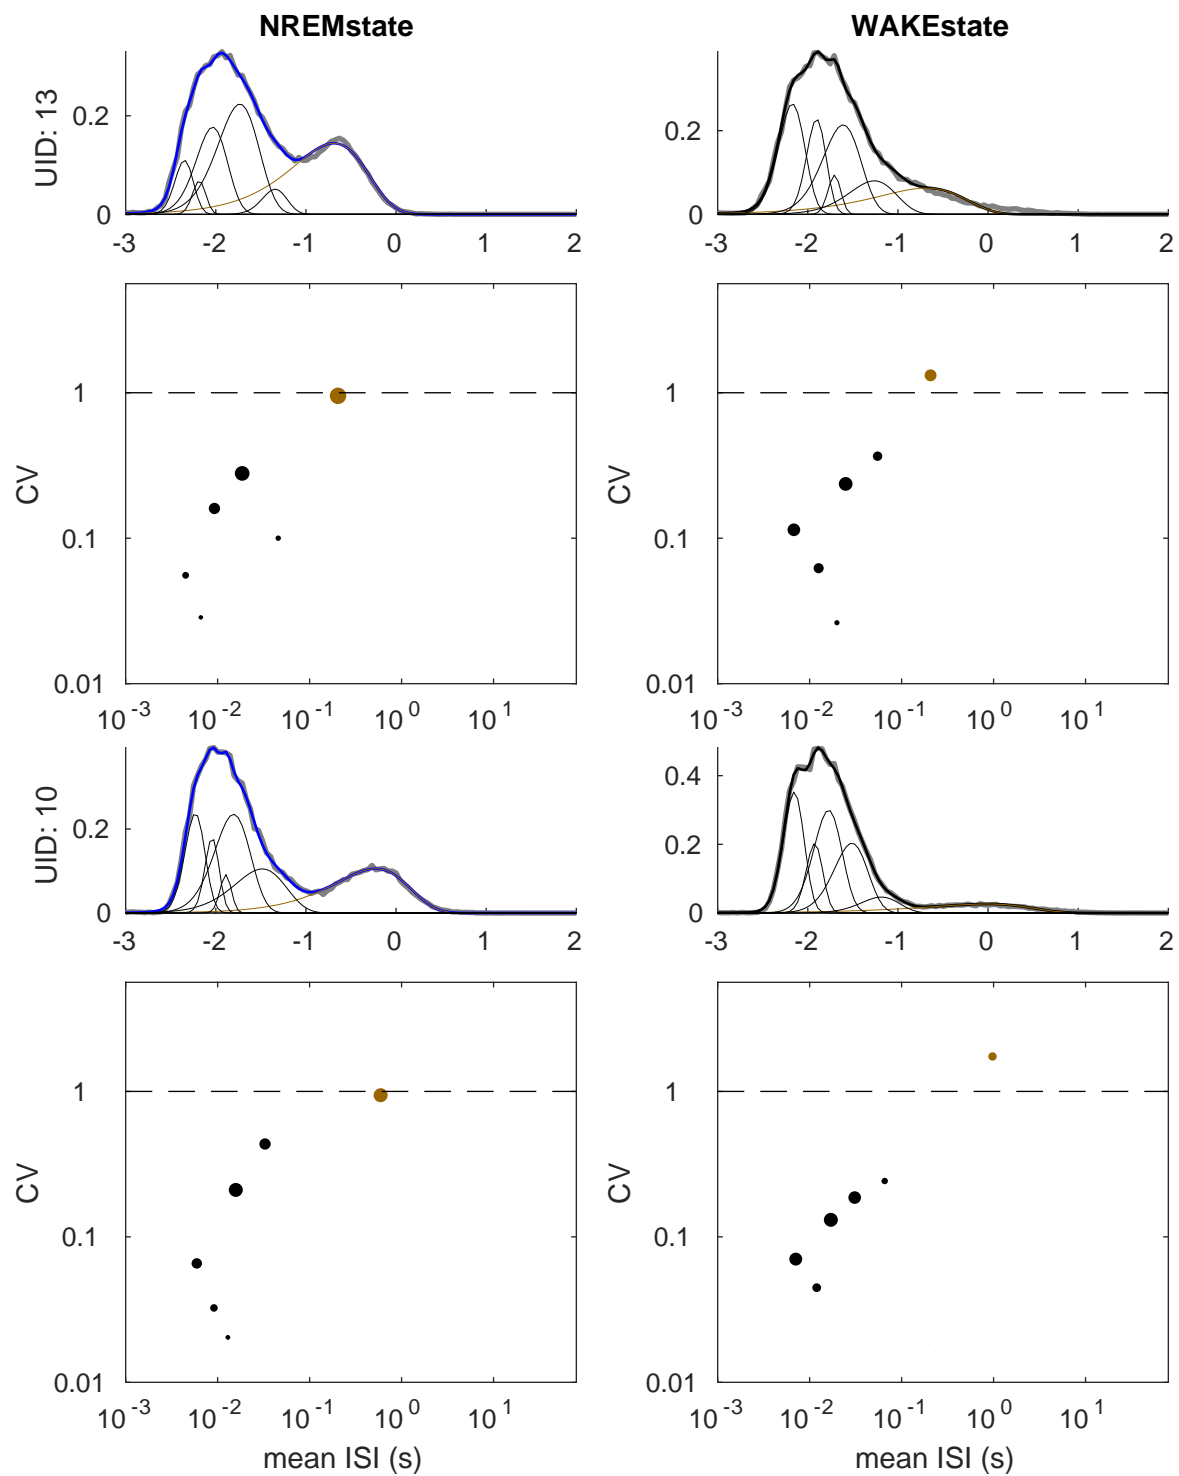 NREMstate WAKEstate
UID: 13
0.2 0.2
0 0
-3 -2 -1 0 1 2 -3 -2 -1 0 1 2
CV CV
1 1
0.1 0.1
0.01 0.01
10^-3 10^-2 10^-1 10^0 10^1 10^-3 10^-2 10^-1 10^0 10^1
UID: 10
0.4
0.2 0.2
0 0
-3 -2 -1 0 1 2 -3 -2 -1 0 1 2
CV CV
1 1
0.1 0.1
0.01 0.01
10^-3 10^-2 10^-1 10^0 10^1 10^-3 10^-2 10^-1 10^0 10^1
mean ISI (s) mean ISI (s)